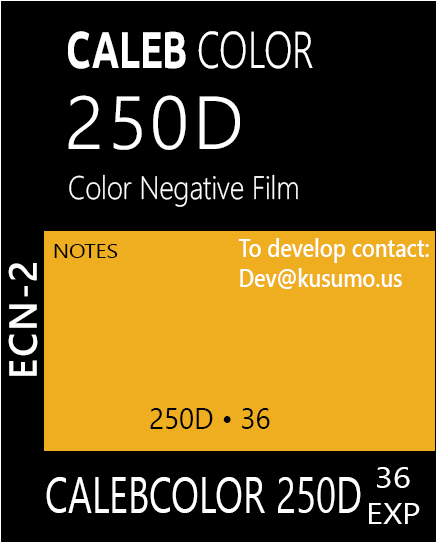 CALEB COLOR
250D
Color Negative Film
ECN-2
NOTES
To develop contact:
Dev@kusumo.us
250D • 36
CALEBCOLOR 250D
36
EXP